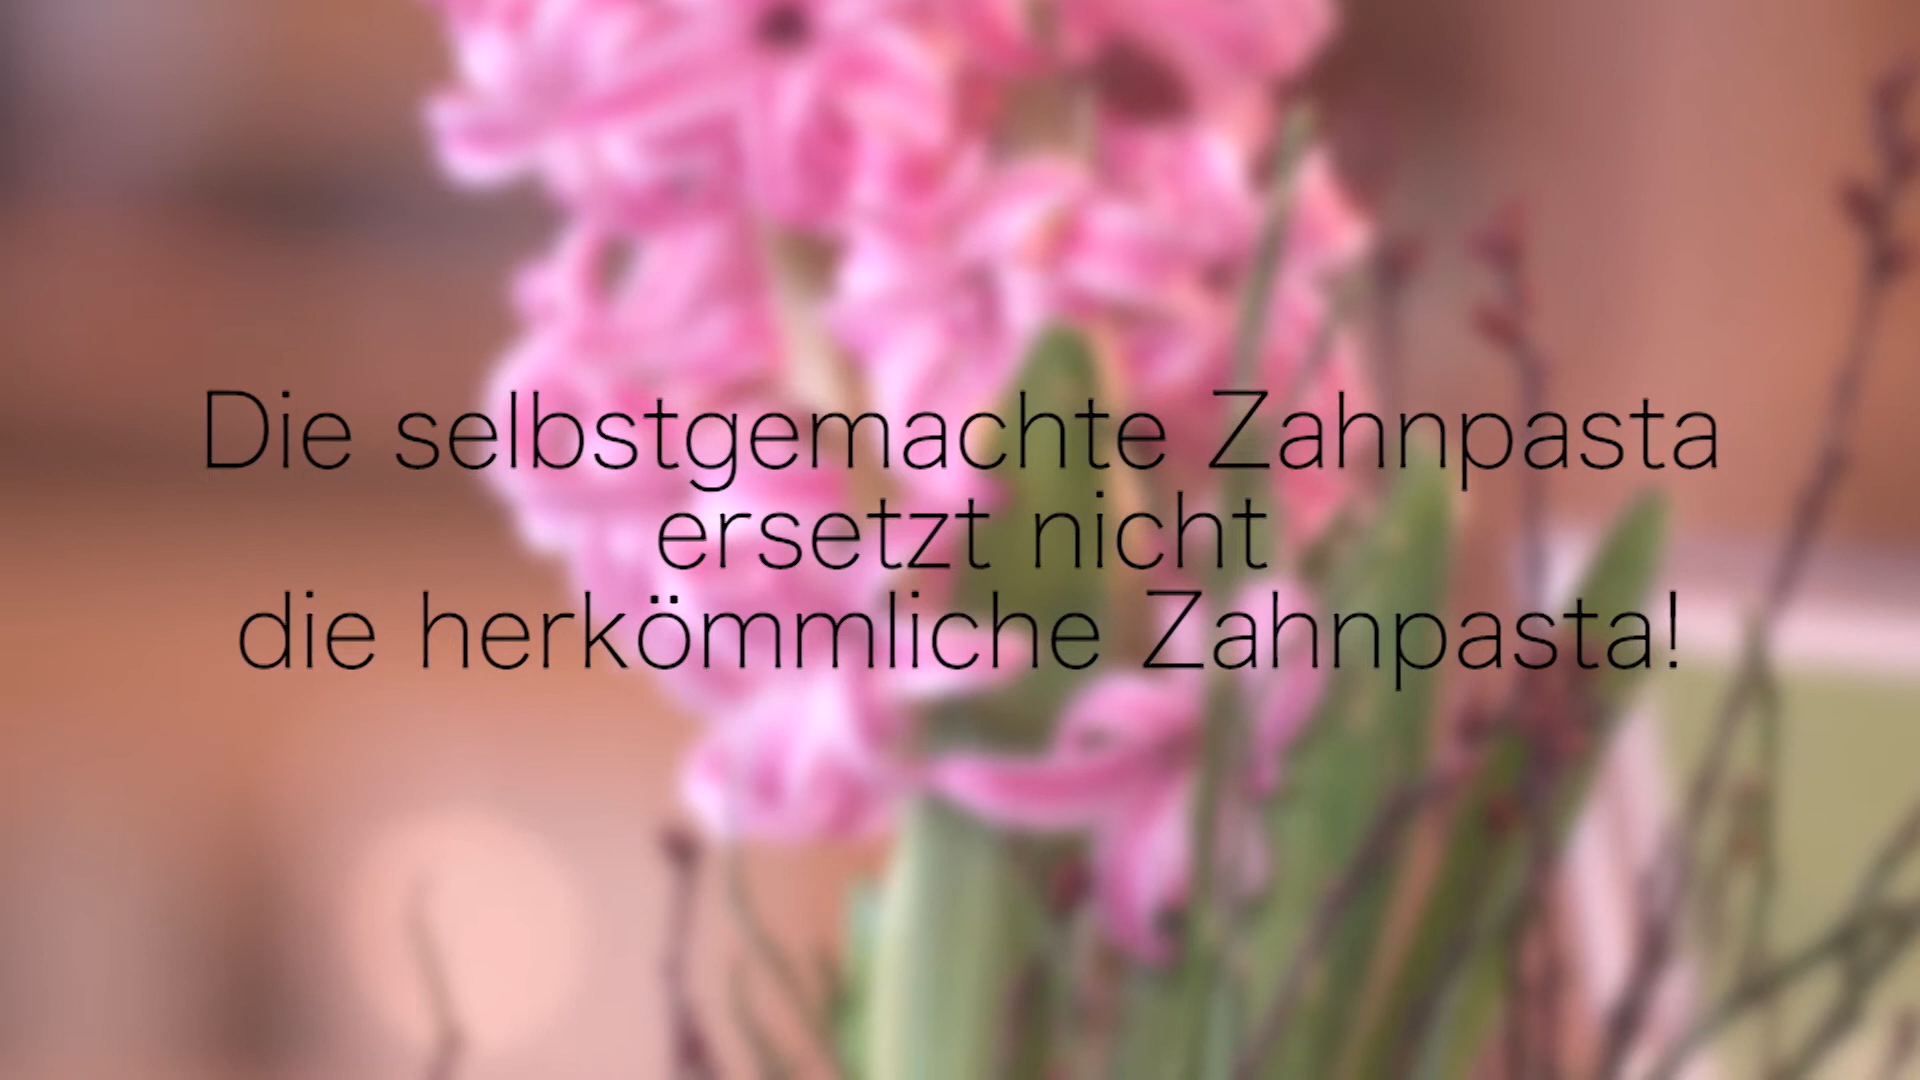 Die selbstgemachte Zahnpasta
ersetzt nicht
die herkömmliche Zahnpasta!